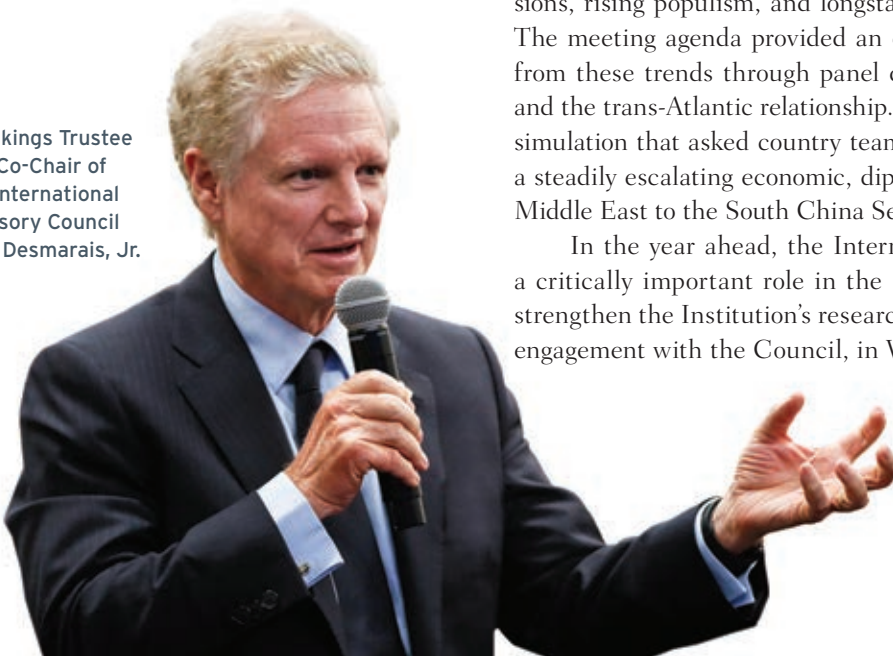 kings Trustee
Co-Chair of
nternational
sory Council
Desmarais, Jr.
sions, rising populism, and longsta
The meeting agenda provided an
from these trends through panel
and the trans-Atlantic relationship.
simulation that asked country team
a steadily escalating economic, dip
Middle East to the South China Se
In the year ahead, the Intern
a critically important role in the
strengthen the Institution's researc
engagement with the Council, in W